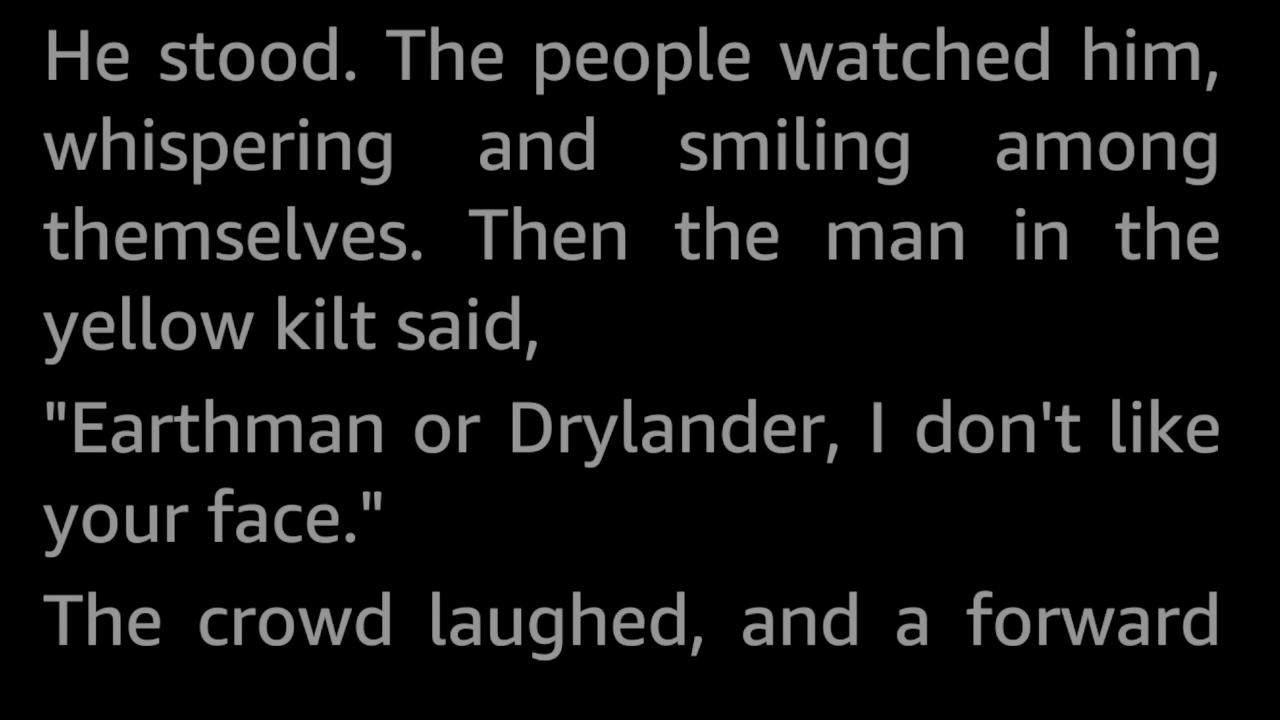 He stood. The people watched him,
whispering and smiling among
themselves. Then the man in the
yellow kilt said,
"Earthman or Drylander, I don't like
your face."
The crowd laughed, and a forward